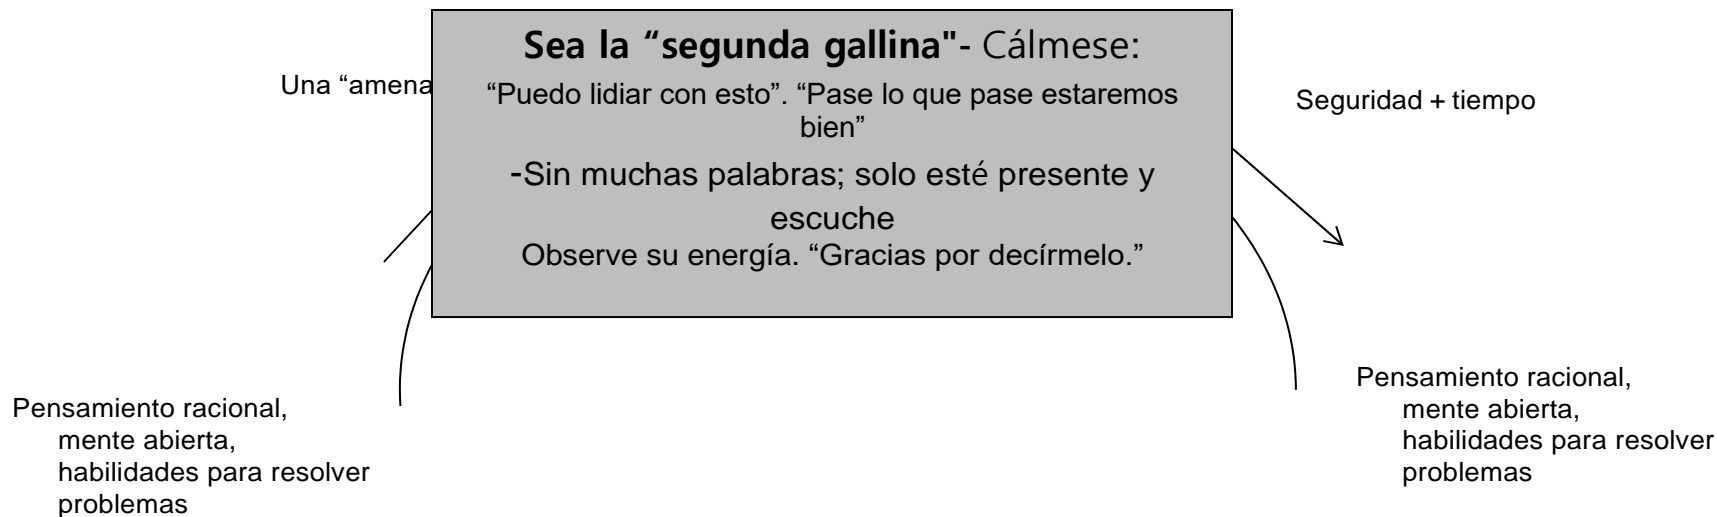 Sea la “segunda gallina"- Cálmese:
Una “amena
“Puedo lidiar con esto”. “Pase lo que pase estaremos
bien”
Seguridad + tiempo
-Sin muchas palabras; solo esté presente y
escuche
Observe su energía. “Gracias por decírmelo.”
Pensamiento racional,
mente abierta,
habilidades para resolver
problemas
Pensamiento racional,
mente abierta,
habilidades para resolver
problemas